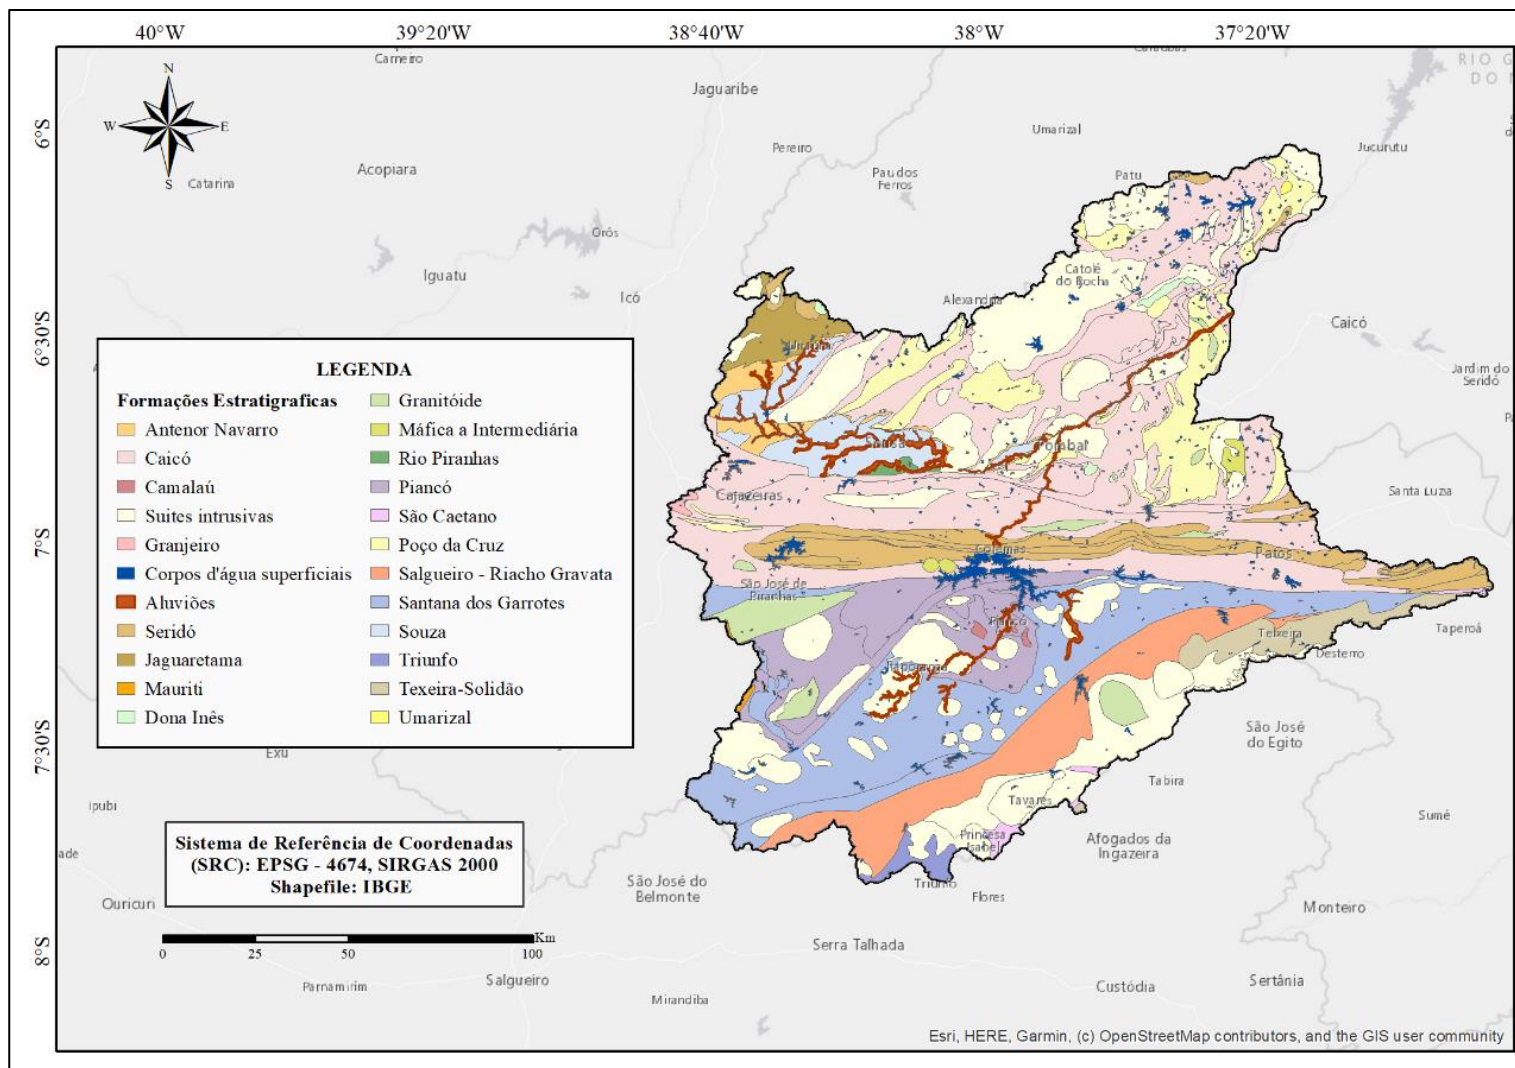 40°W 39°20'W 38°40'W 38°W 37°20'W
6°S
6°30'S
7°S
7°30'S
8°S
N
W E
S
Carneiro
Jaguaribe
Umarizal
Pereiro
Jucurutu
Acopiara
Catarina
Pau dos
Ferros
Patu
Orós
Iguatu
Icó
Catolé
do Rocha
Alexandria
Caicó
Jardim do
Seridó
Sousa
Pombal
Cajazeiras
Santa Luzia
Coremas
Patos
São José de
Piranhas
Piancó
Teixeira
Taperoá
Desterro
Itaporanga
São José
do Egito
Exu
Tabira
Ipubi
Tavares
Sumé
Princesa
Isabel
Afogados da
Ingazeira
São José do
Belmonte
Triunfo
Flores
Ouricuri
Monteiro
Serra Talhada
Salgueiro
Parnamirim
Mirandiba
Custódia
Sertânia
LEGENDA
Formações Estratigraficas
Antenor Navarro
Caicó
Camalaú
Suites intrusivas
Granjeiro
Corpos d'água superficiais
Aluviões
Seridó
Jaguaretama
Mauriti
Dona Inês
Granitóide
Máfica a Intermediária
Rio Piranhas
Piancó
São Caetano
Poço da Cruz
Salgueiro - Riacho Gravata
Santana dos Garrotes
Souza
Triunfo
Texeira-Solidão
Umarizal
Sistema de Referência de Coordenadas
(SRC): EPSG - 4674, SIRGAS 2000
Shapefile: IBGE
Km
0 25 50 100
Esri, HERE, Garmin, (c) OpenStreetMap contributors, and the GIS user community